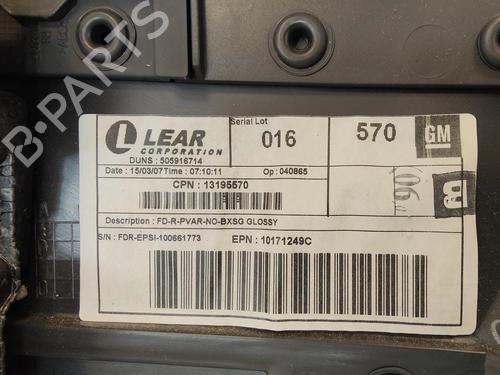 LEAR
CORPORATION
DUNS : 505916714
Serial Lot
016
570
GM
Date : 15/03/07 Time : 07:10:11
Op : 040865
CPN : 13195570
Description : FD-R-PVAR-NO-BXSG GLOSSY
S/N : FDR-EPSI-100661773
EPN : 10171249C
B-PARTS